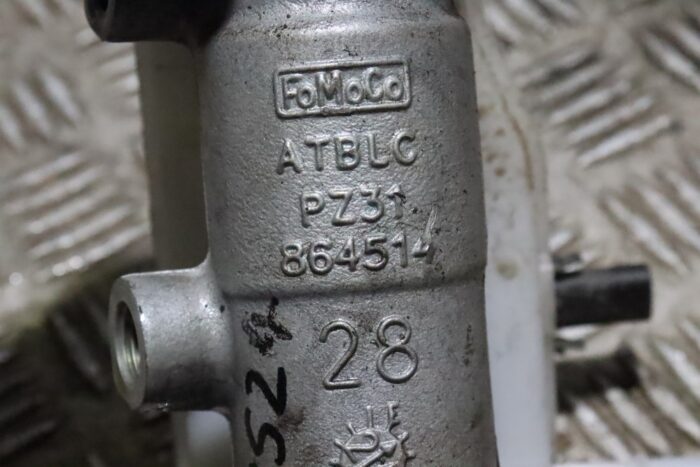 FoMoCo
ATBLC
PZ31
864514
28